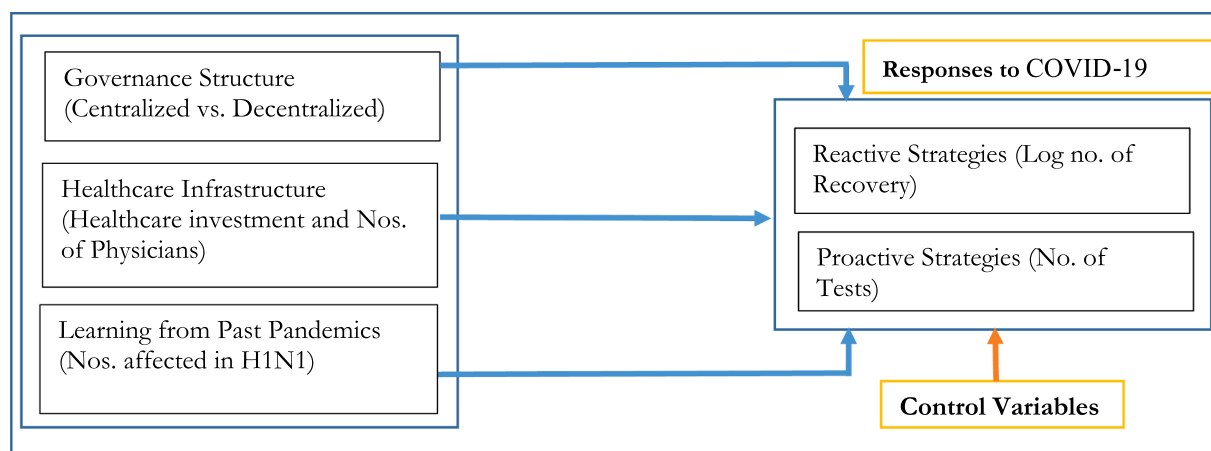 Governance Structure
(Centralized vs. Decentralized)
Healthcare Infrastructure
(Healthcare investment and Nos.
of Physicians)
Learning from Past Pandemics
(Nos. affected in H1N1)
Responses to COVID-19
Reactive Strategies (Log no. of
Recovery)
Proactive Strategies (No. of
Tests)
Control Variables